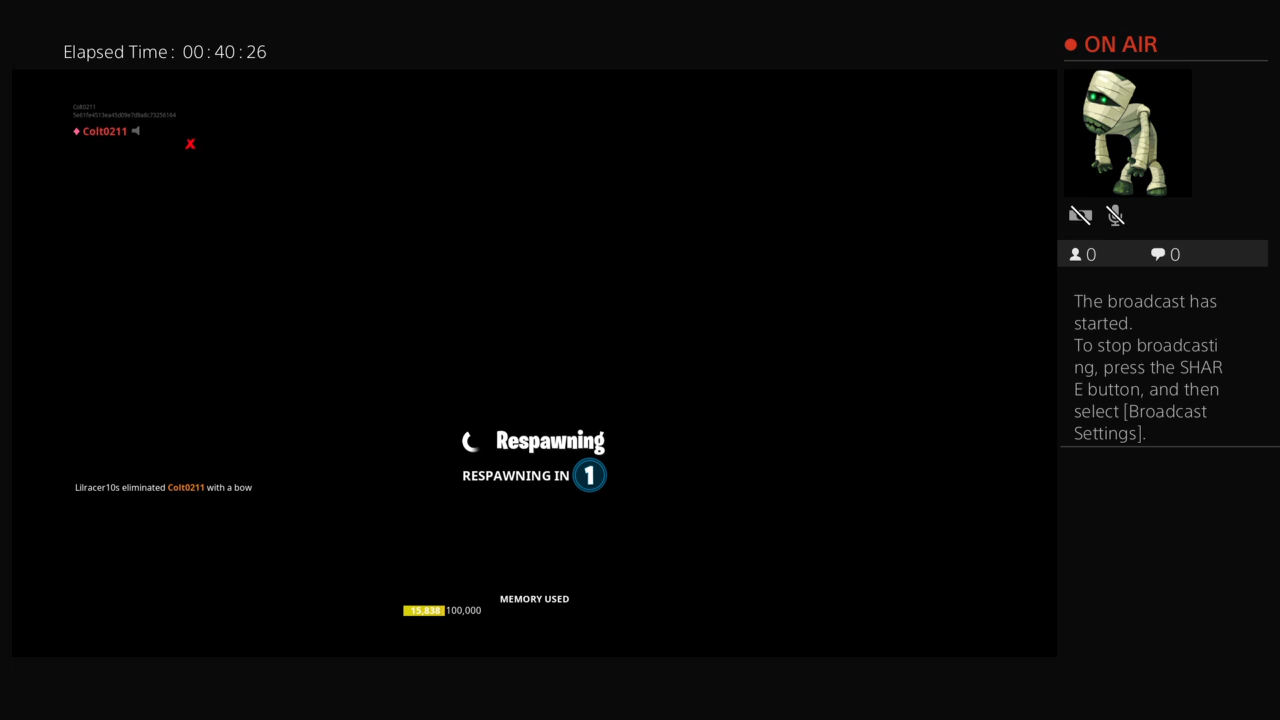 Elapsed Time: 00:40:26
ON AIR
Colt0211
Colt0211
X
0 0
The broadcast has
started.
To stop broadcasti
ng, press the SHAR
E button, and then
select [Broadcast
Settings].
Respawning
RESPAWNING IN 1
Lilracer10s eliminated Colt0211 with a bow
MEMORY USED
15,838 100,000